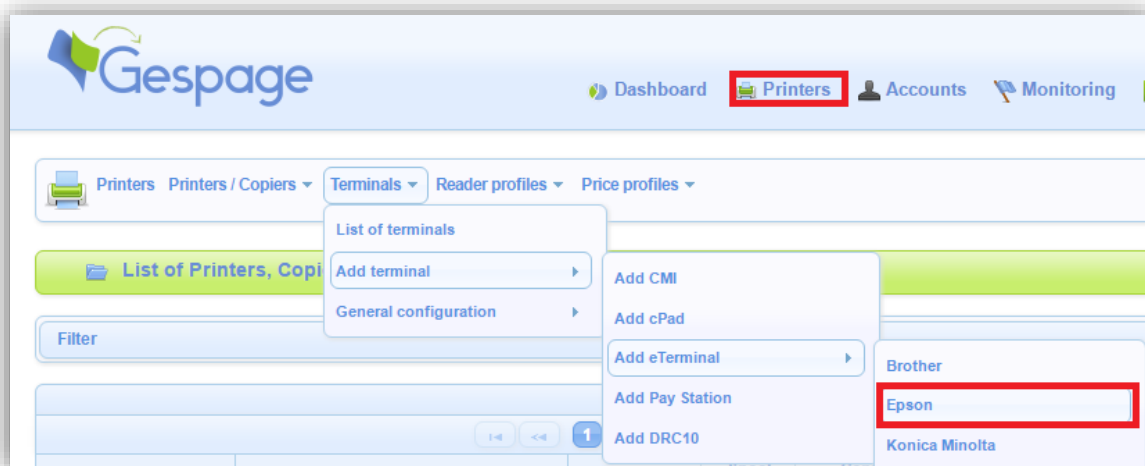 Gespage
Dashboard Printers Accounts Monitoring
Printers Printers / Copiers Terminals Reader profiles Price profiles
List of terminals
List of Printers, Copi
Add terminal
Add CMI
General configuration
Add cPad
Filter
Add eTerminal
Brother
Add Pay Station
Epson
1
Add DRC10
Konica Minolta